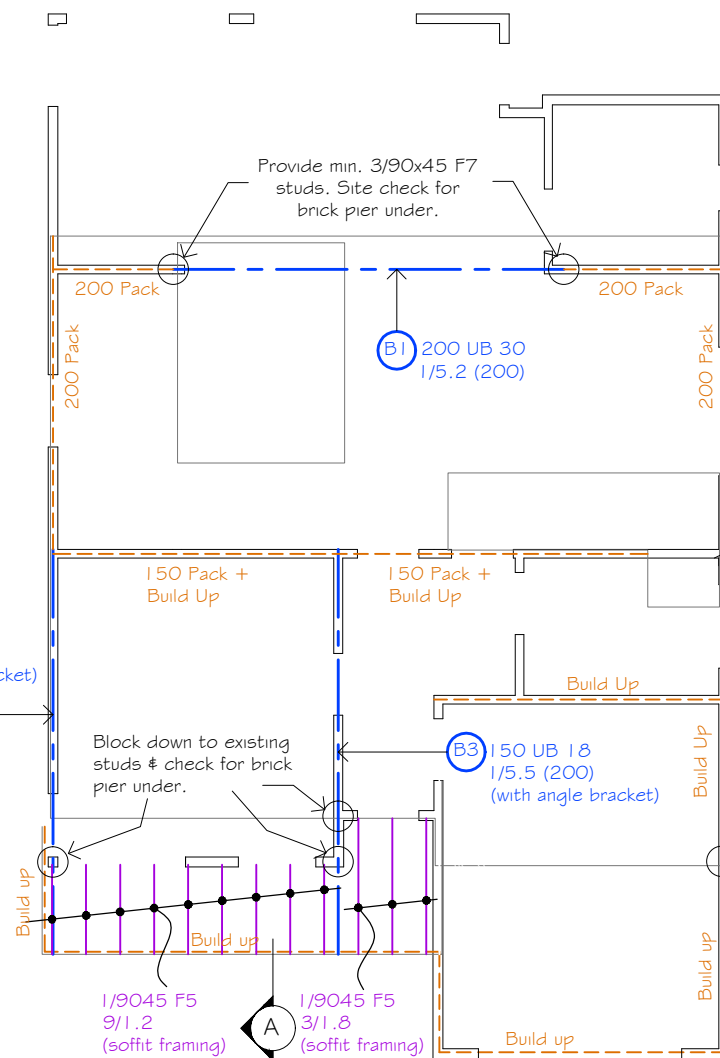 Provide min. 3/90x45 F7
studs. Site check for
brick pier under.
200 Pack
200 Pack
200 Pack
200 Pack
B1
200 UB 30
1/5.2 (200)
150 Pack +
Build Up
150 Pack +
Build Up
cket)
Build Up
Build Up
Block down to existing
studs & check for brick
pier under.
B3
150 UB 18
1/5.5 (200)
(with angle bracket)
Build up
Build up
Build up
1/9045 F5
9/1.2
(soffit framing)
A
1/9045 F5
3/1.8
(soffit framing)
Build up